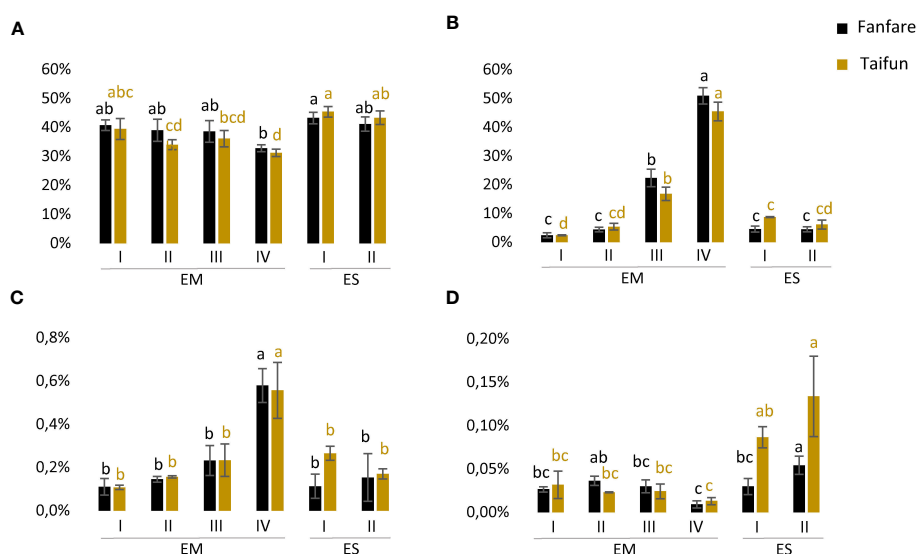 A
B
Fanfare
Taifun
60%
50%
40%
30%
20%
10%
0%
ab abc ab cd ab bcd b d a a ab ab
I II III IV I II
EM ES
60%
50%
40%
30%
20%
10%
0%
c d c cd b b a a c c c cd
I II III IV I II
EM ES
C
D
0,8%
0,6%
0,4%
0,2%
0,0%
b b b b b b a a b b b b
I II III IV I II
EM ES
0,20%
0,15%
0,10%
0,05%
0,00%
bc bc ab bc bc bc c c bc ab a a
I II III IV I II
EM ES